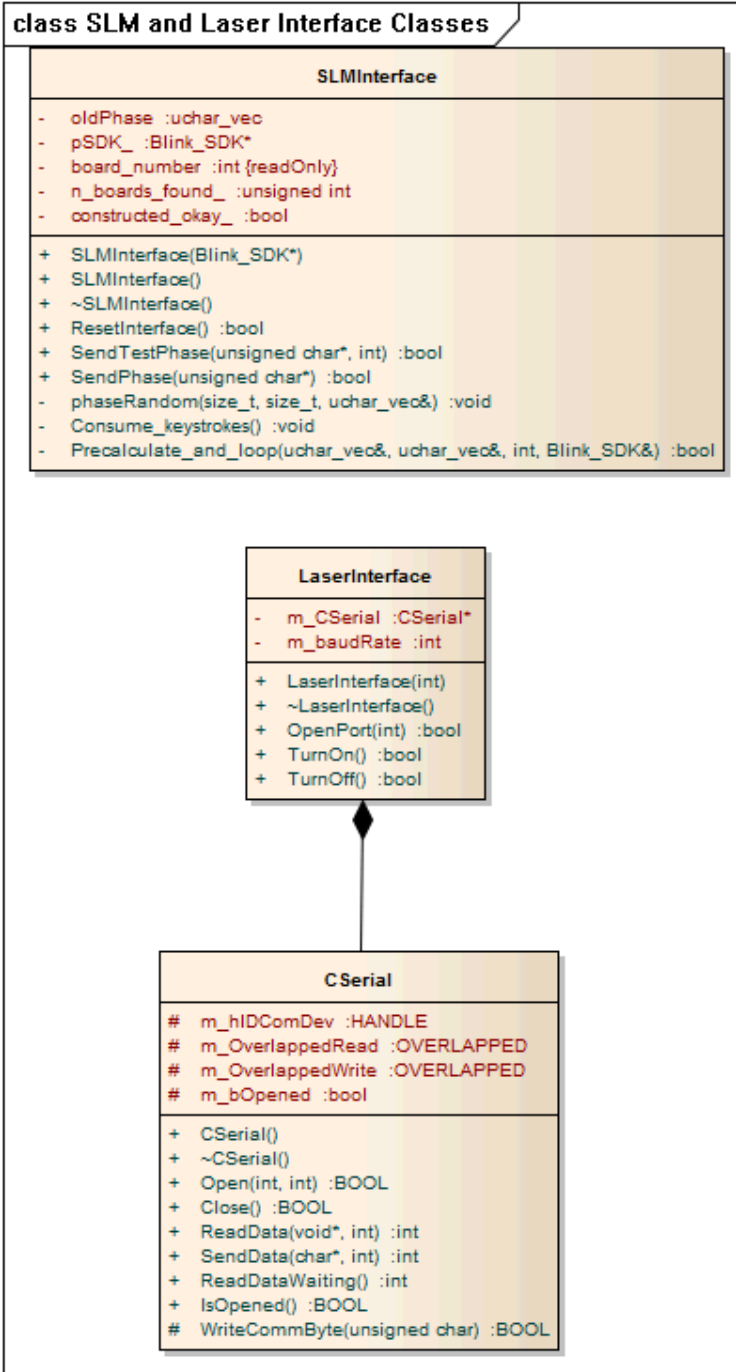 class SLM and Laser Interface Classes
SLMInterface
- oldPhase :uchar_vec
- pSDK_ :Blink_SDK*
- board_number :int {readOnly}
- n_boards_found_ :unsigned int
- constructed_okay_ :bool
+ SLMInterface(Blink_SDK*)
+ SLMInterface()
+ ~SLMInterface()
+ ResetInterface() :bool
+ SendTestPhase(unsigned char*, int) :bool
+ SendPhase(unsigned char*) :bool
- phaseRandom(size_t, size_t, uchar_vec&) :void
- Consume_keystrokes() :void
- Precalculate_and_loop(uchar_vec&, uchar_vec&, int, Blink_SDK&) :bool
LaserInterface
- m_CSerial :CSerial*
- m_baudRate :int
+ LaserInterface(int)
+ ~LaserInterface()
+ OpenPort(int) :bool
+ TurnOn() :bool
+ TurnOff() :bool
CSerial
# m_hIDComDev :HANDLE
# m_OverlappedRead :OVERLAPPED
# m_OverlappedWrite :OVERLAPPED
# m_bOpened :bool
+ CSerial()
+ ~CSerial()
+ Open(int, int) :BOOL
+ Close() :BOOL
+ ReadData(void*, int) :int
+ SendData(char*, int) :int
+ ReadDataWaiting() :int
+ IsOpened() :BOOL
# WriteCommByte(unsigned char) :BOOL